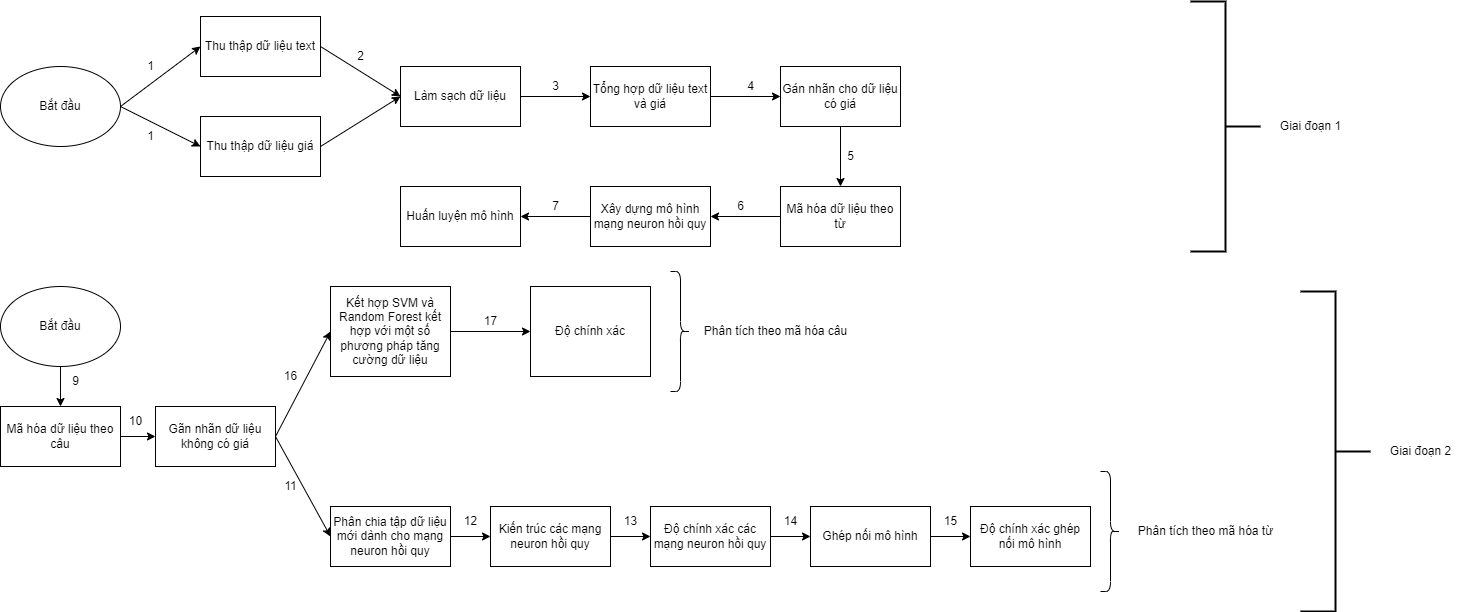 Thu thập dữ liệu text
1
2
Bắt đầu
Làm sạch dữ liệu
3
Tổng hợp dữ liệu text
và giá
4
Gán nhãn cho dữ liệu
có giá
Giai đoạn 1
1
Thu thập dữ liệu giá
5
Huấn luyện mô hình
7
Xây dựng mô hình
mạng neuron hồi quy
6
Mã hóa dữ liệu theo
từ
Bắt đầu
9
Mã hóa dữ liệu theo
câu
10
Gãn nhãn dữ liệu
không có giá
16
Kết hợp SVM và
Random Forest kết
hợp với một số
phương pháp tăng
cường dữ liệu
17
Độ chính xác
Phân tích theo mã hóa câu
Giai đoạn 2
11
Phân chia tập dữ liệu
mới dành cho mạng
neuron hồi quy
12
Kiến trúc các mạng
neuron hồi quy
13
Độ chính xác các
mạng neuron hồi quy
14
Ghép nối mô hình
15
Độ chính xác ghép
nối mô hình
Phân tích theo mã hóa từ